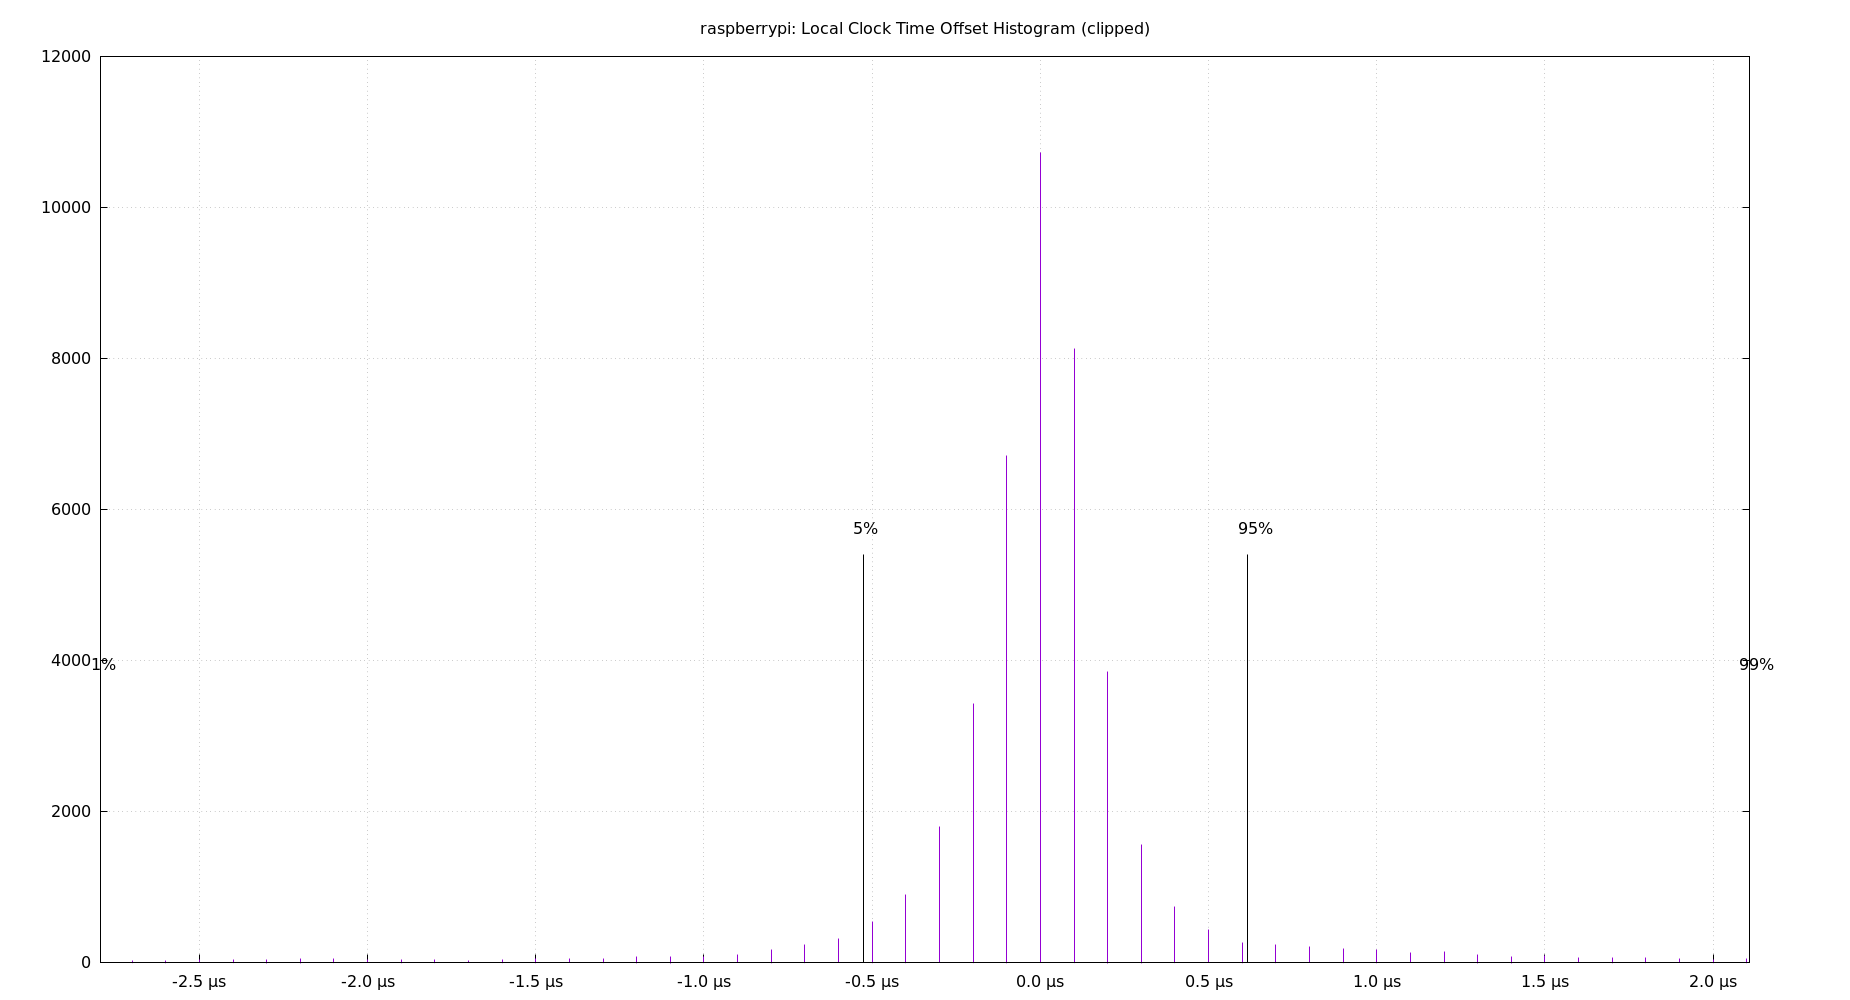 raspberrypi: Local Clock Time Offset Histogram (clipped)
12000
10000
8000
6000
5%
95%
4000
1%
99%
2000
0
-2.5 µs
-2.0 µs
-1.5 µs
-1.0 µs
-0.5 µs
0.0 µs
0.5 µs
1.0 µs
1.5 µs
2.0 µs